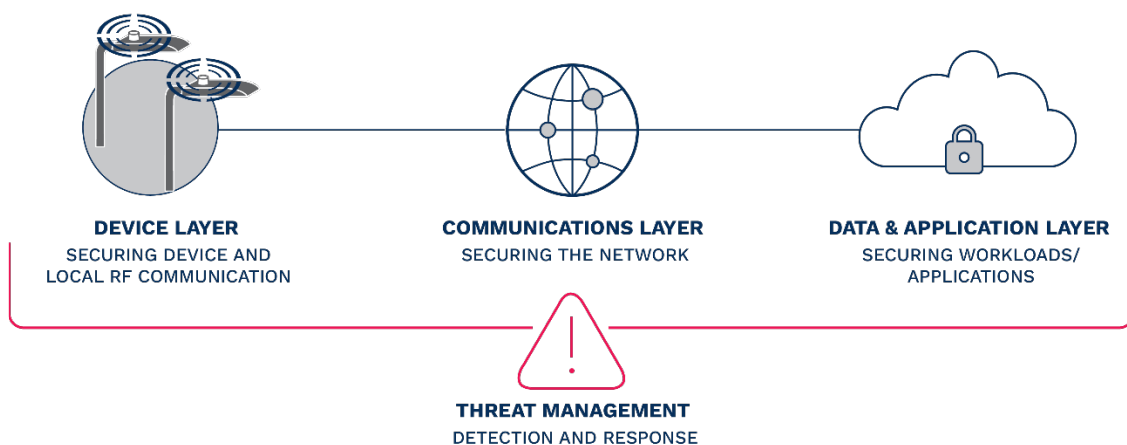 DEVICE LAYER
SECURING DEVICE AND
LOCAL RF COMMUNICATION
COMMUNICATIONS LAYER
SECURING THE NETWORK
DATA & APPLICATION LAYER
SECURING WORKLOADS/
APPLICATIONS
THREAT MANAGEMENT
DETECTION AND RESPONSE